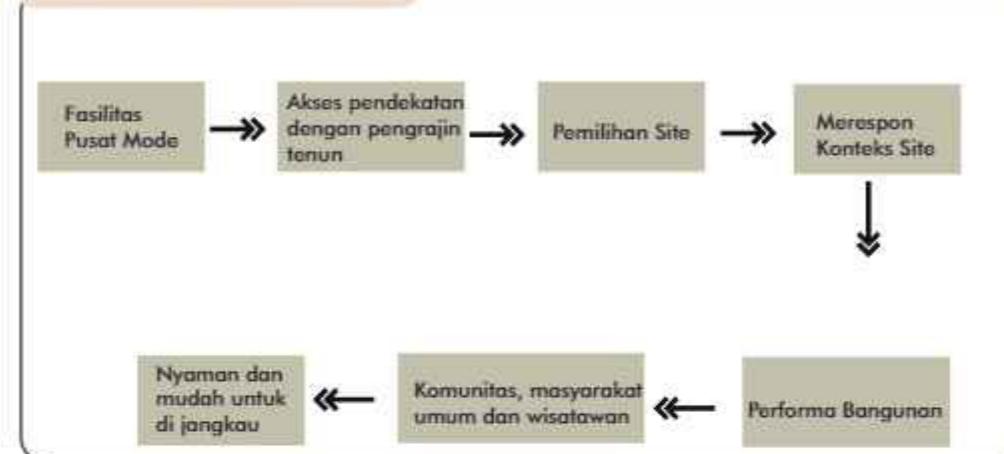 Fasilitas
Pusat Mode
Akses pendekatan
dengan pengrajin
tenun
Pemilihan Site
Merespon
Konteks Site
Performa Bangunan
Komunitas, masyarakat
umum dan wisatawan
Nyaman dan
mudah untuk
di jangkau